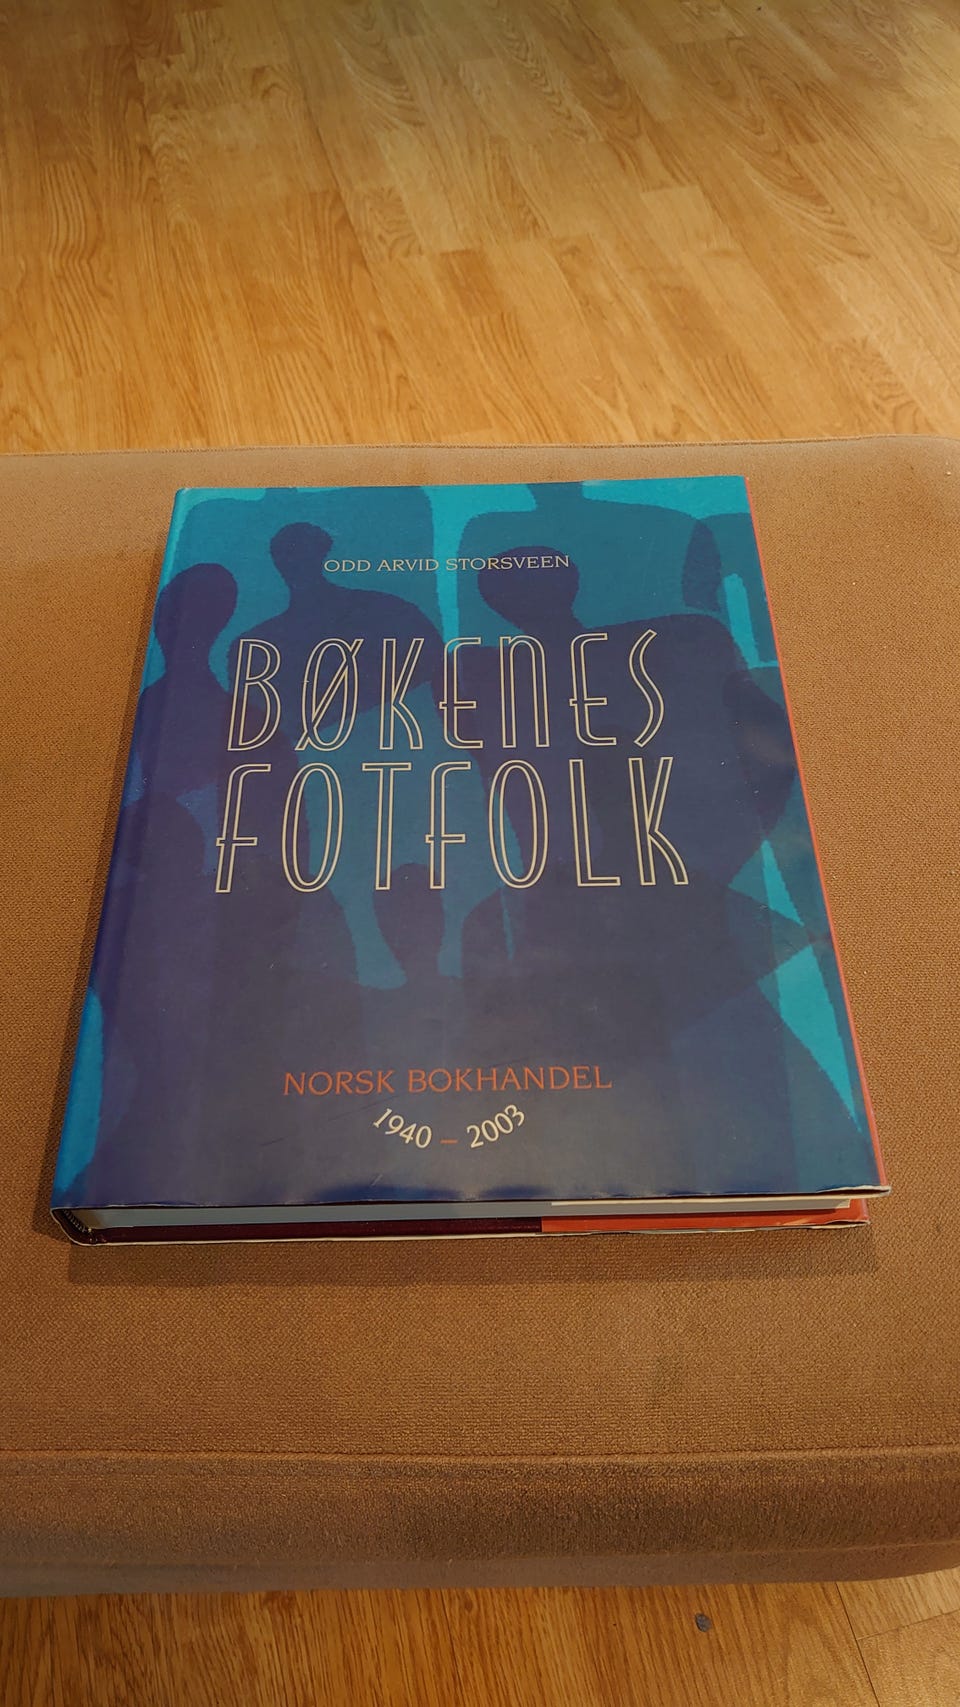 ODD ARVID STORSVEEN
BØKENES
FOTFOLK
NORSK BOKHANDEL
1940 – 2003